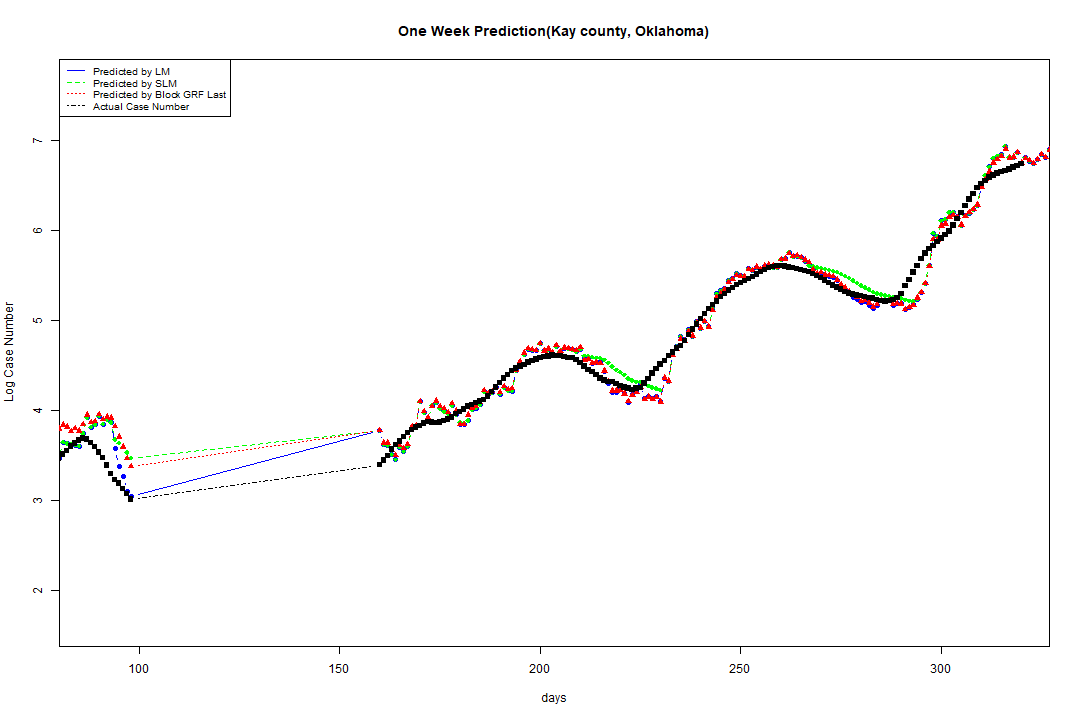 One Week Prediction(Kay county, Oklahoma)
Predicted by LM
Predicted by SLM
Predicted by Block GRF Last
Actual Case Number
Log Case Number
7
6
5
4
3
2
100 150 200 250 300
days